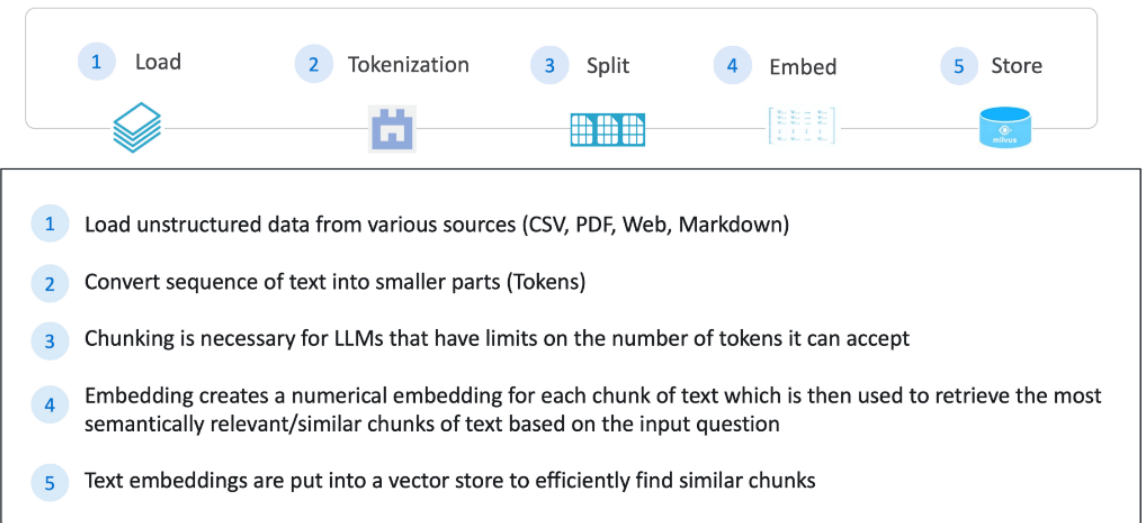 1 Load
2 Tokenization
3 Split
4 Embed
5 Store
milvus
1 Load unstructured data from various sources (CSV, PDF, Web, Markdown)
2 Convert sequence of text into smaller parts (Tokens)
3 Chunking is necessary for LLMs that have limits on the number of tokens it can accept
4 Embedding creates a numerical embedding for each chunk of text which is then used to retrieve the most
semantically relevant/similar chunks of text based on the input question
5 Text embeddings are put into a vector store to efficiently find similar chunks